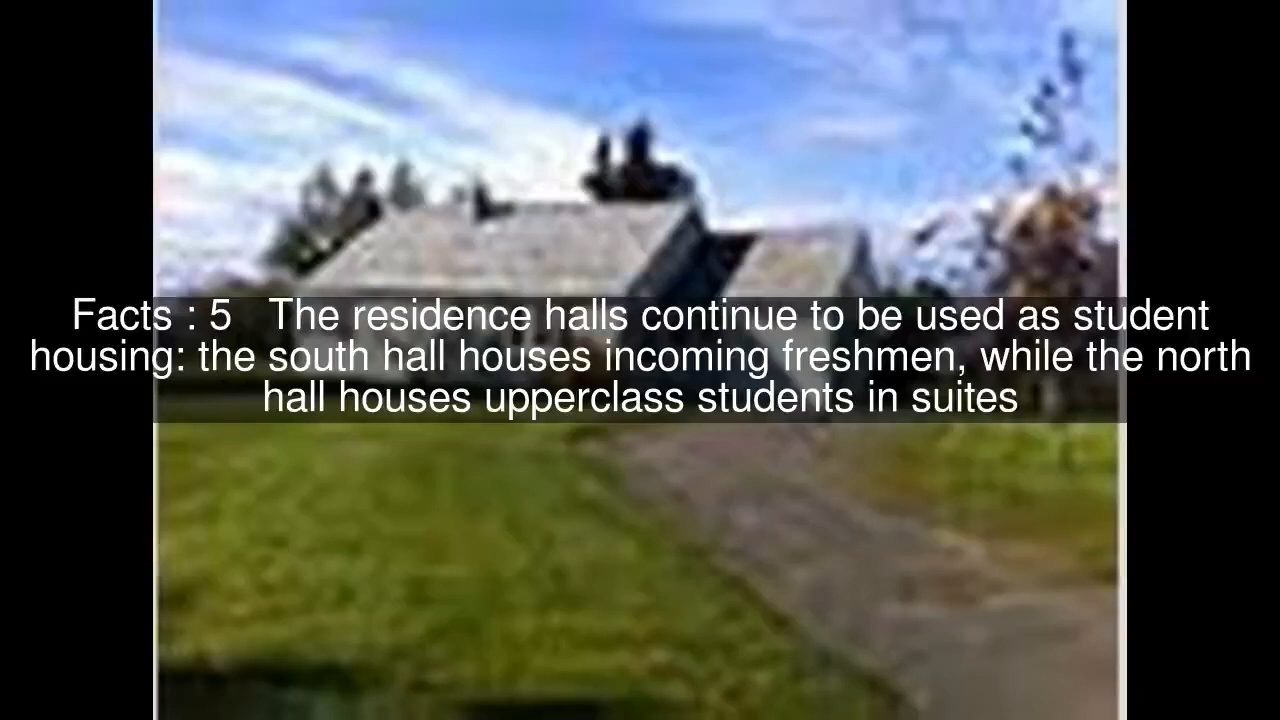 Facts : 5   The residence halls continue to be used as student
housing: the south hall houses incoming freshmen, while the north
hall houses upperclass students in suites